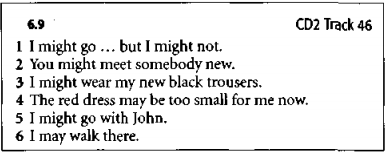 6.9 CD2 Track 46
1 I might go ... but I might not.
2 You might meet somebody new.
3 I might wear my new black trousers.
4 The red dress may be too small for me now.
5 I might go with John.
6 I may walk there.